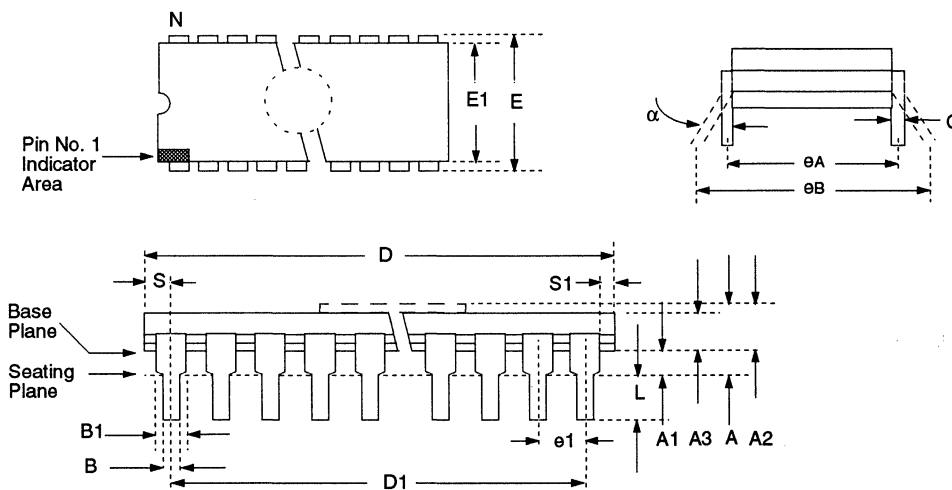 N
E1
E
Pin No. 1
Indicator
Area
α
C
eA
eB
D
S
S1
Base
Plane
Seating
Plane
L
B1
B
e1
A1
A3
A
A2
D1